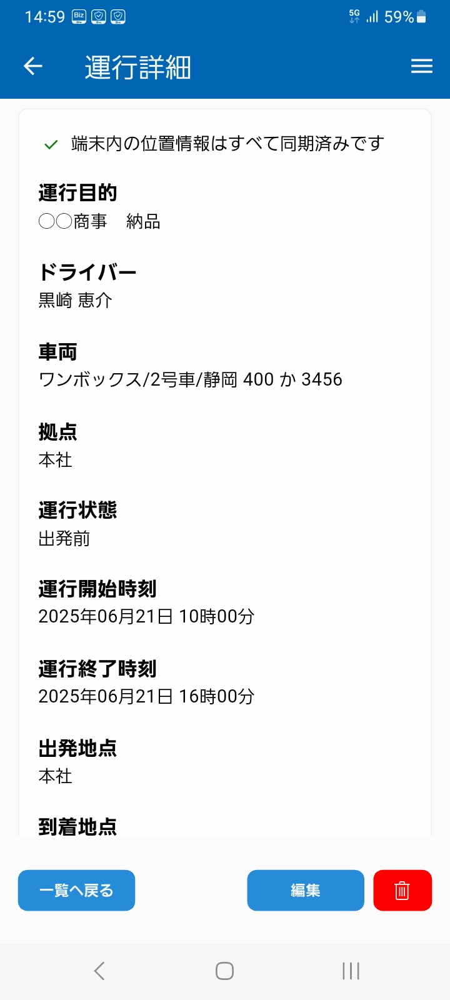 14:59 Biz 5G 59%
運行詳細
端末内の位置情報はすべて同期済みです
運行目的
〇〇商事　納品
ドライバー
黒崎 恵介
車両
ワンボックス/2号車/静岡 400 か 3456
拠点
本社
運行状態
出発前
運行開始時刻
2025年06月21日 10時00分
運行終了時刻
2025年06月21日 16時00分
出発地点
本社
到着地点
一覧へ戻る 編集